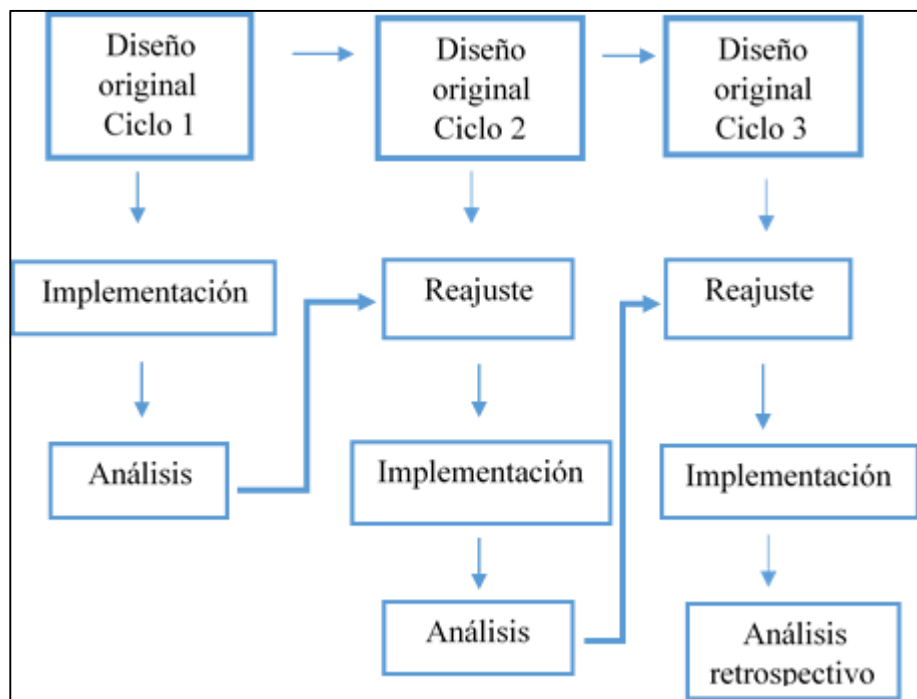 Diseño
original
Ciclo 1
Diseño
original
Ciclo 2
Diseño
original
Ciclo 3
Implementación
Reajuste
Reajuste
Análisis
Implementación
Implementación
Análisis
Análisis
retrospectivo